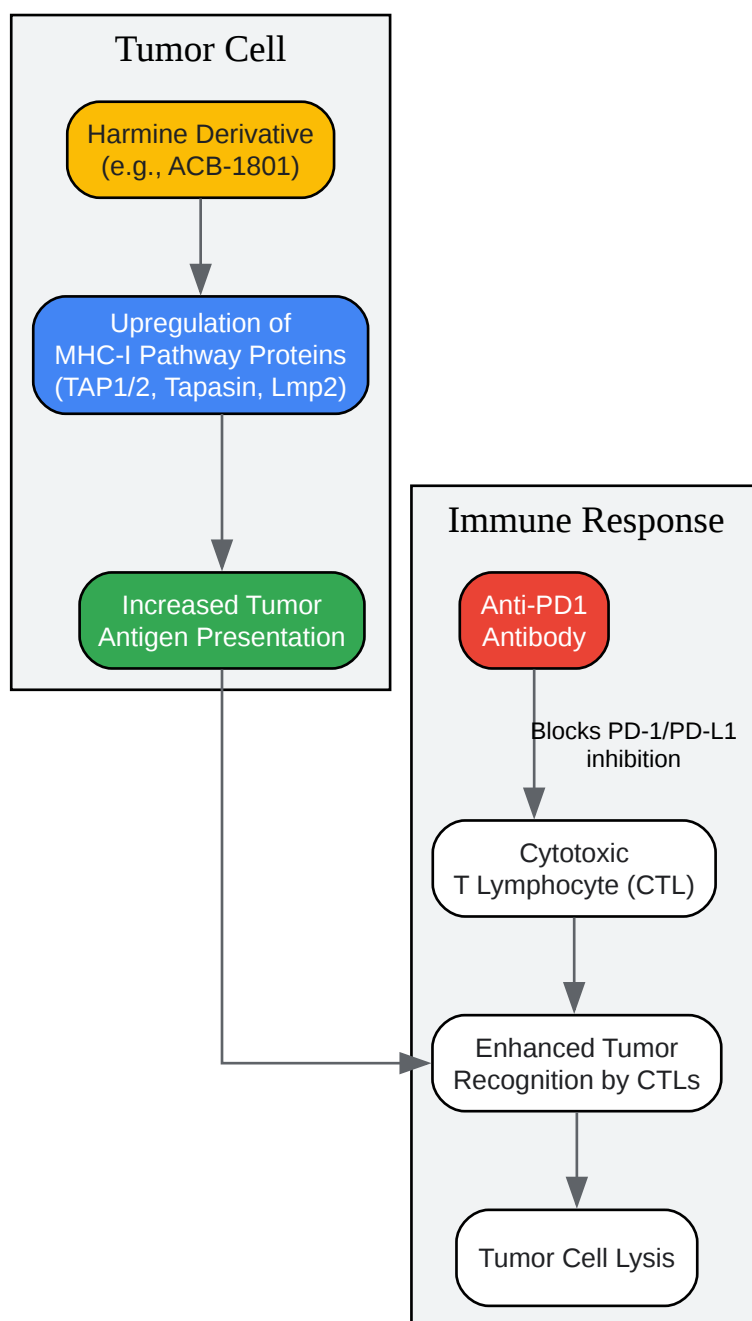 Tumor Cell
Harmine Derivative
(e.g., ACB-1801)
Upregulation of
MHC-I Pathway Proteins
(TAP1/2, Tapasin, Lmp2)
Increased Tumor
Antigen Presentation
Immune Response
Anti-PD1
Antibody
Blocks PD-1/PD-L1
inhibition
Cytotoxic
T Lymphocyte (CTL)
Enhanced Tumor
Recognition by CTLs
Tumor Cell Lysis